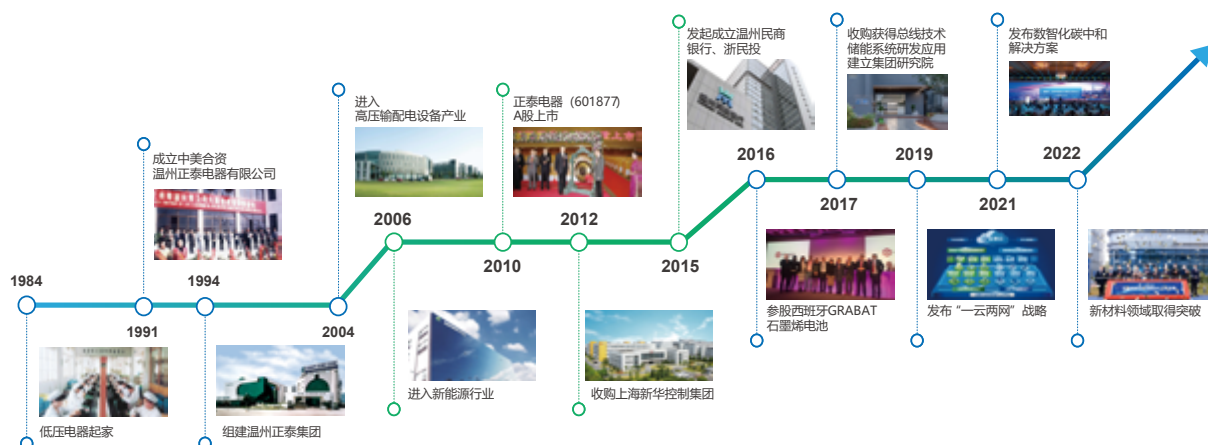 1984
低压电器起家
成立中美合资
温州正泰电器有限公司
1991
1994
组建温州正泰集团
进入
高压输配电设备产业
2004
2006
进入新能源行业
正泰电器（601877)
A股上市
2010
2012
收购上海新华控制集团
发起成立温州民商
银行、浙民投
2015
2016
参股西班牙GRABAT
石墨烯电池
收购获得总线技术
储能系统研发应用
建立集团研究院
2017
2019
发布“一云两网”战略
发布数智化碳中和
解决方案
2021
2022
新材料领域取得突破